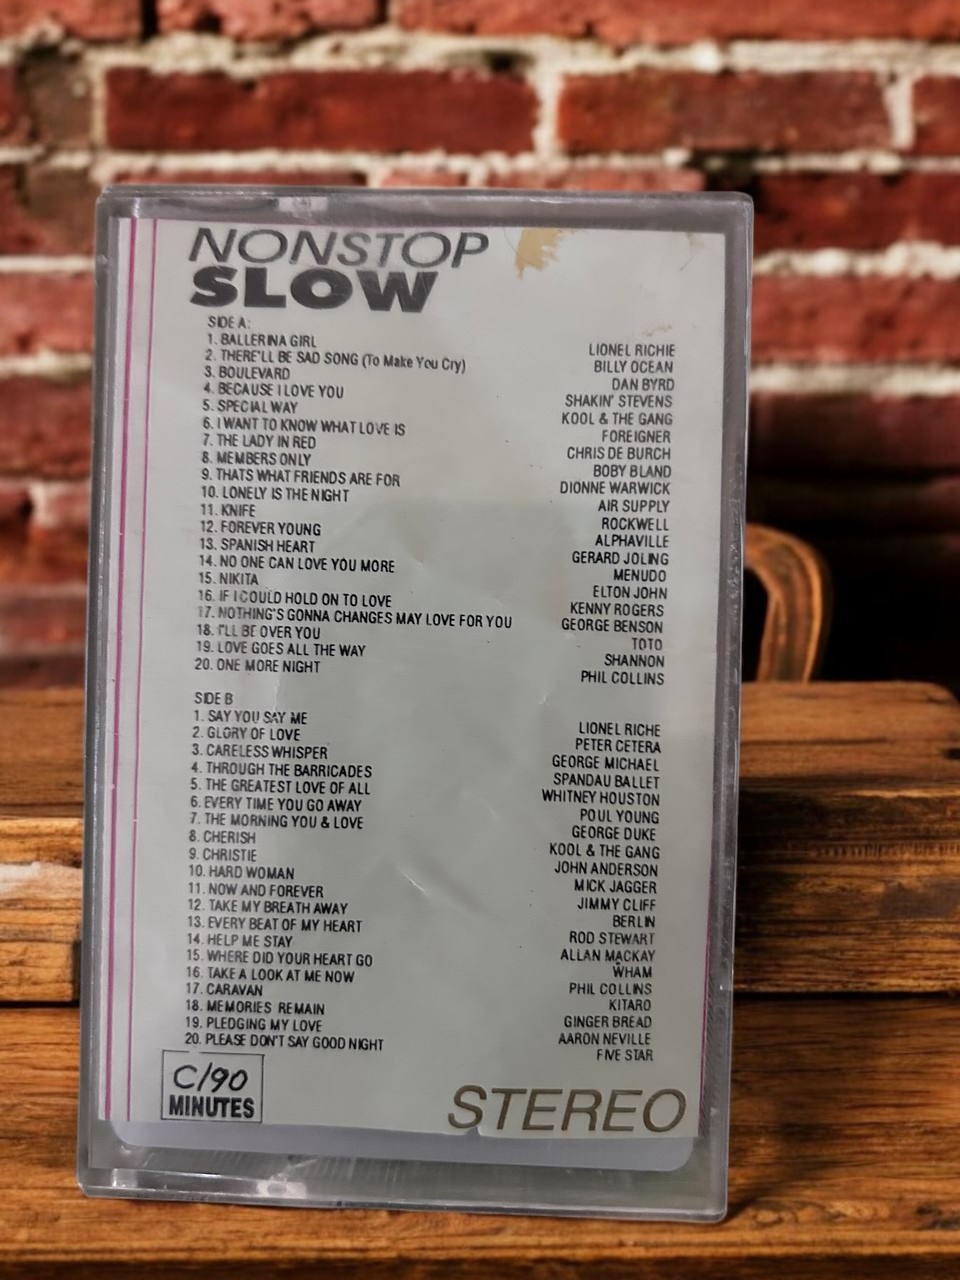 NONSTOP
SLOW
SIDE A:
1. BALLERINA GIRL LIONEL RICHIE
2. THERE'LL BE SAD SONG (To Make You Cry) BILLY OCEAN
3. BOULEVARD DAN BYRD
4. BECAUSE I LOVE YOU SHAKIN' STEVENS
5. SPECIAL WAY KOOL & THE GANG
6. I WANT TO KNOW WHAT LOVE IS FOREIGNER
7. THE LADY IN RED CHRIS DE BURCH
8. MEMBERS ONLY BOBY BLAND
9. THATS WHAT FRIENDS ARE FOR DIONNE WARWICK
10. LONELY IS THE NIGHT AIR SUPPLY
11. KNIFE ROCKWELL
12. FOREVER YOUNG ALPHAVILLE
13. SPANISH HEART GERARD JOLING
14. NO ONE CAN LOVE YOU MORE MENUDO
15. NIKITA ELTON JOHN
16. IF I COULD HOLD ON TO LOVE KENNY ROGERS
17. NOTHING'S GONNA CHANGES MAY LOVE FOR YOU GEORGE BENSON
18. I'LL BE OVER YOU TOTO
19. LOVE GOES ALL THE WAY SHANNON
20. ONE MORE NIGHT PHIL COLLINS
SIDE B
1. SAY YOU SAY ME LIONEL RICHE
2. GLORY OF LOVE PETER CETERA
3. CARELESS WHISPER GEORGE MICHAEL
4. THROUGH THE BARRICADES SPANDAU BALLET
5. THE GREATEST LOVE OF ALL WHITNEY HOUSTON
6. EVERY TIME YOU GO AWAY POUL YOUNG
7. THE MORNING YOU & LOVE GEORGE DUKE
8. CHERISH KOOL & THE GANG
9. CHRISTIE JOHN ANDERSON
10. HARD WOMAN MICK JAGGER
11. NOW AND FOREVER JIMMY CLIFF
12. TAKE MY BREATH AWAY BERLIN
13. EVERY BEAT OF MY HEART ROD STEWART
14. HELP ME STAY ALLAN MACKAY
15. WHERE DID YOUR HEART GO WHAM
16. TAKE A LOOK AT ME NOW PHIL COLLINS
17. CARAVAN KITARO
18. MEMORIES REMAIN GINGER BREAD
19. PLEDGING MY LOVE AARON NEVILLE
20. PLEASE DON'T SAY GOOD NIGHT FIVE STAR
C/90
MINUTES
STEREO